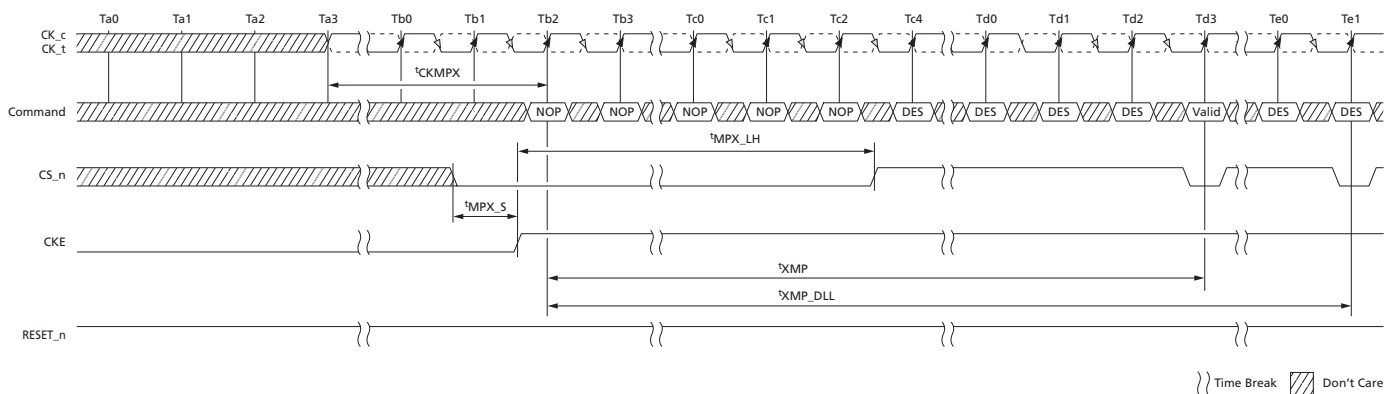 Ta0 Ta1 Ta2 Ta3 Tb0 Tb1 Tb2 Tb3 Tc0 Tc1 Tc2 Tc4 Td0 Td1 Td2 Td3 Te0 Te1
CK_c
CK_t
tCKMPX
Command NOP NOP NOP NOP NOP DES DES DES DES Valid DES DES
tMPX_LH
CS_n
tMPX_S
CKE
tXMP
tXMP_DLL
RESET_n
Time Break Don't Care